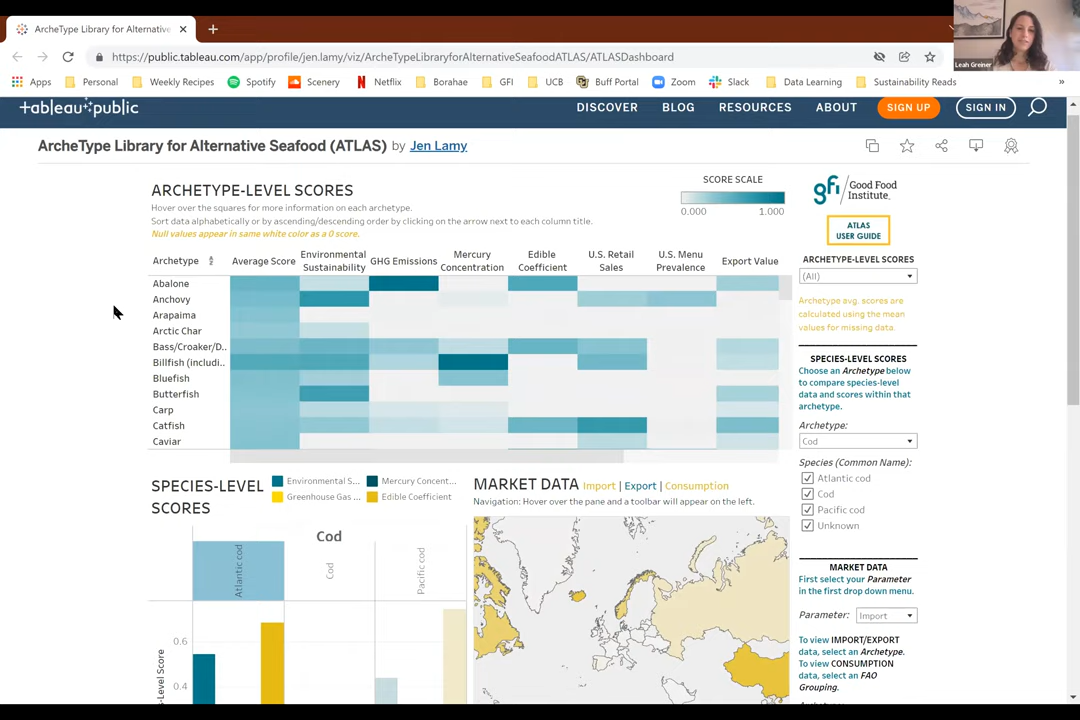 ArcheType Library for Alternative
https://public.tableau.com/app/profile/jen.lamy/viz/ArcheTypeLibraryforAlternativeSeafoodATLAS/ATLASDashboard
Apps Personal Weekly Recipes Spotify Scenery Netflix Borahae GFI UCB Buff Portal Zoom Slack Data Learning Sustainability Reads »
Leah Greiner
tableau public
DISCOVER BLOG RESOURCES ABOUT SIGN UP SIGN IN
ArcheType Library for Alternative Seafood (ATLAS) by Jen Lamy
ARCHETYPE-LEVEL SCORES
Hover over the squares for more information on each archetype.
Sort data alphabetically or by ascending/descending order by clicking on the arrow next to each column title.
Null values appear in same white color as a 0 score.
SCORE SCALE
0.000 1.000
gfi Good Food
Institute.
ATLAS
USER GUIDE
Archetype Average Score Environmental Sustainability GHG Emissions Mercury Concentration Edible Coefficient U.S. Retail Sales U.S. Menu Prevalence Export Value
Abalone
Anchovy
Arapaima
Arctic Char
Bass/Croaker/D..
Billfish (includi..
Bluefish
Butterfish
Carp
Catfish
Caviar
ARCHETYPE-LEVEL SCORES
(All)
Archetype avg. scores are
calculated using the mean
values for missing data.
SPECIES-LEVEL SCORES
Choose an Archetype below
to compare species-level
data and scores within that
archetype.
Archetype:
Cod
Species (Common Name):
Atlantic cod
Cod
Pacific cod
Unknown
MARKET DATA
First select your Parameter
in the first drop down menu.
Parameter: Import
To view IMPORT/EXPORT
data, select an Archetype.
To view CONSUMPTION
data, select an FAO
Grouping.
SPECIES-LEVEL
SCORES
Environmental S... Mercury Concent...
Greenhouse Gas ... Edible Coefficient
Cod
Atlantic cod
Cod
Pacific cod
0.6
0.4
s-Level Score
MARKET DATA Import | Export | Consumption
Navigation: Hover over the pane and a toolbar will appear on the left.